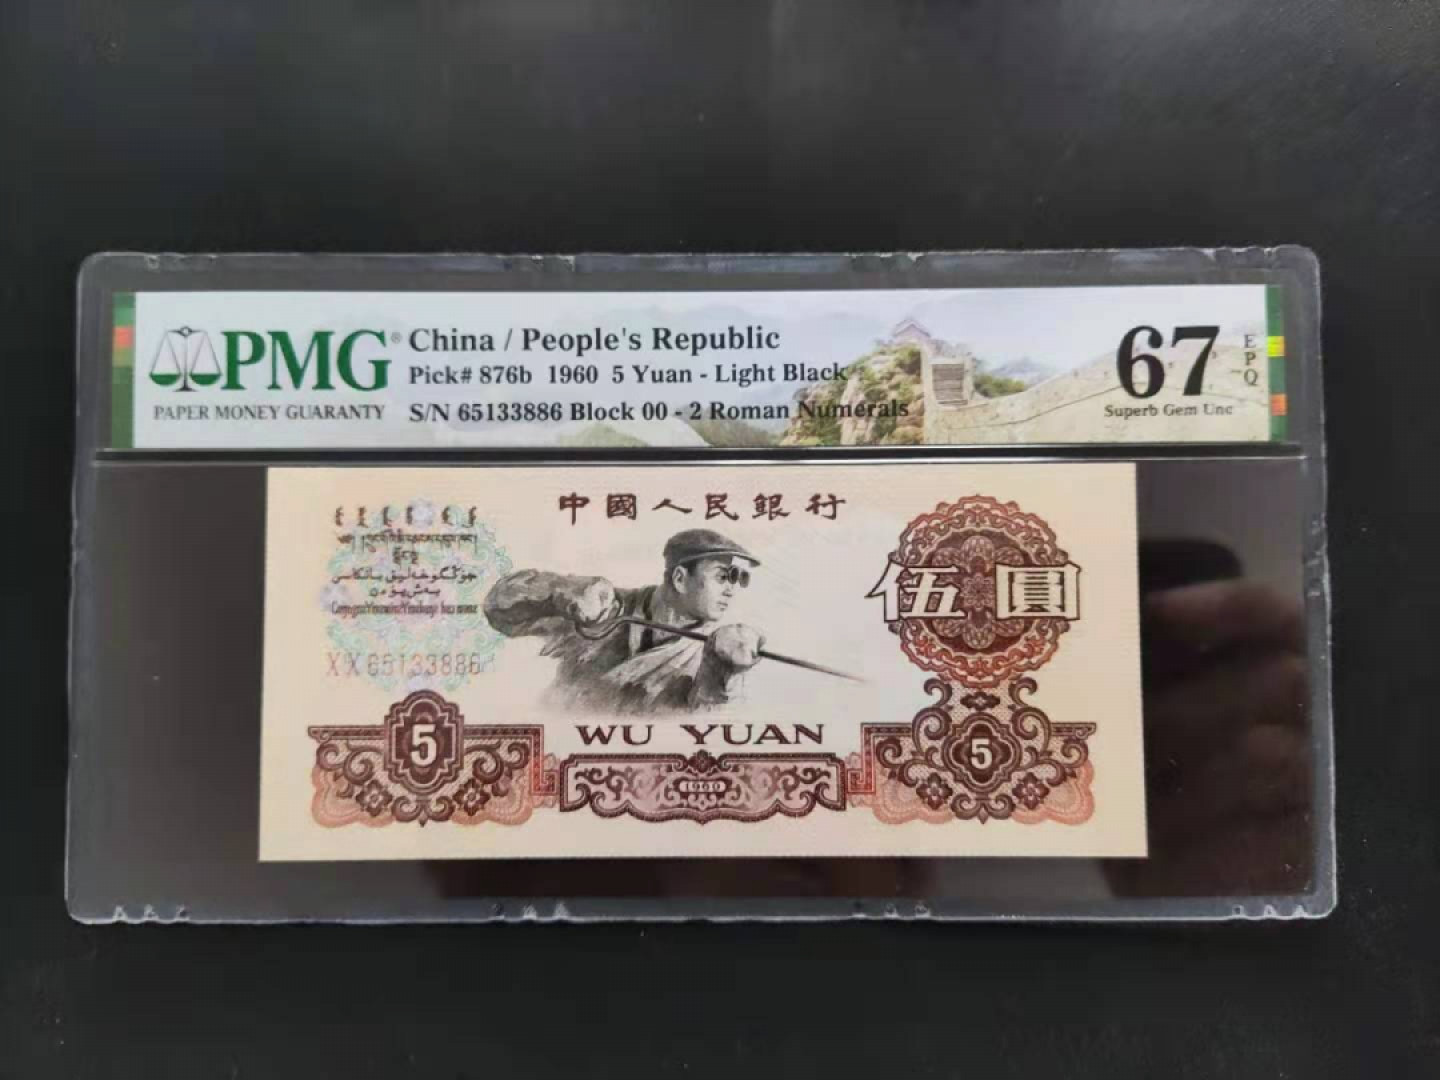 PMG®
PAPER MONEY GUARANTY
China / People's Republic
Pick# 876b 1960 5 Yuan - Light Black
S/N 65133886 Block 00 - 2 Roman Numerals
67
EPQ
Superb Gem Unc
中國人民銀行
伍圓
XX65133886
5
WU YUAN
5
1960